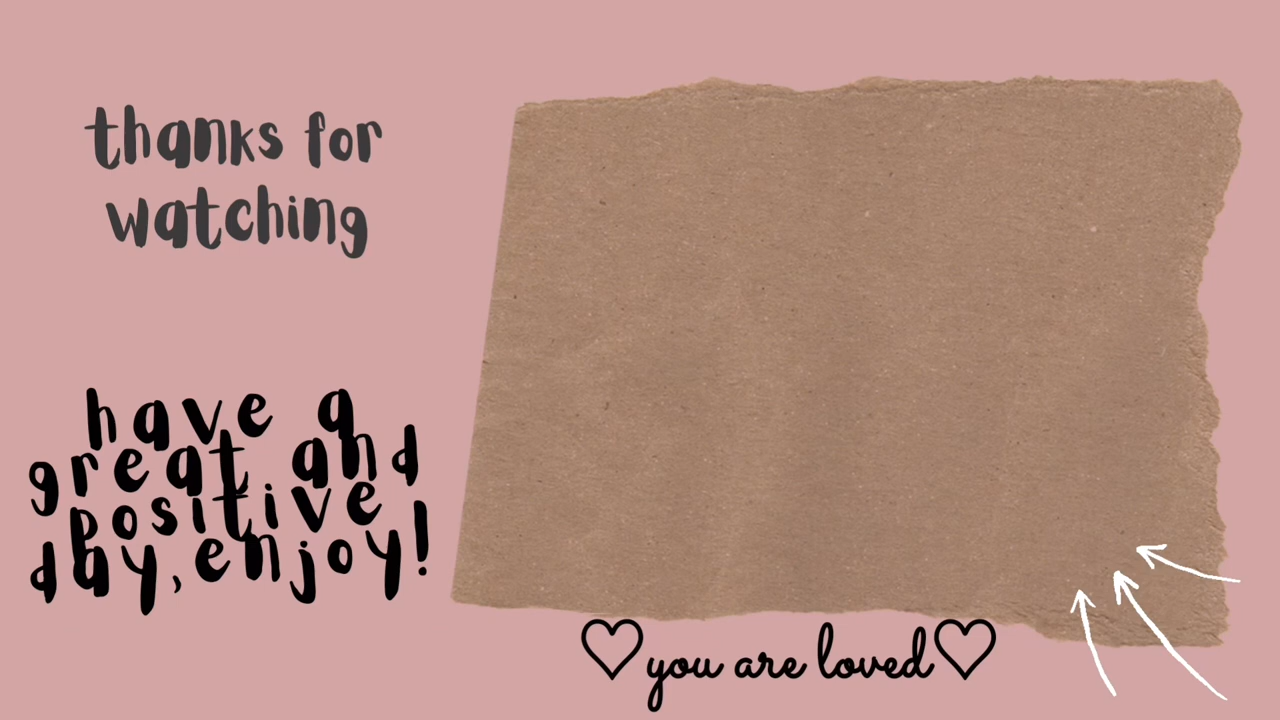 thanks for
watching
have a
great and
positive
day,enjoy!
♡you are loved♡